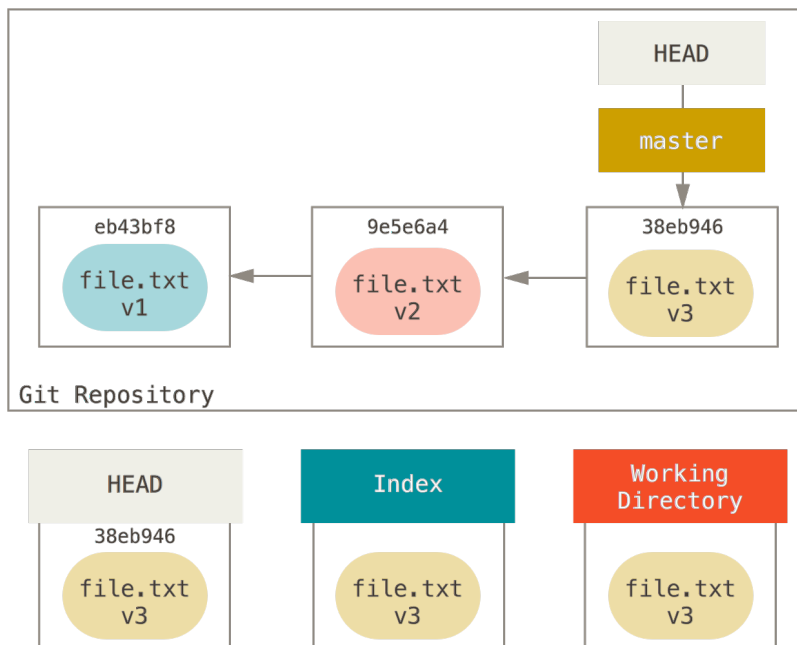 HEAD
master
eb43bf8
9e5e6a4
38eb946
file.txt
v1
file.txt
v2
file.txt
v3
Git Repository
HEAD
Index
Working
Directory
38eb946
file.txt
v3
file.txt
v3
file.txt
v3